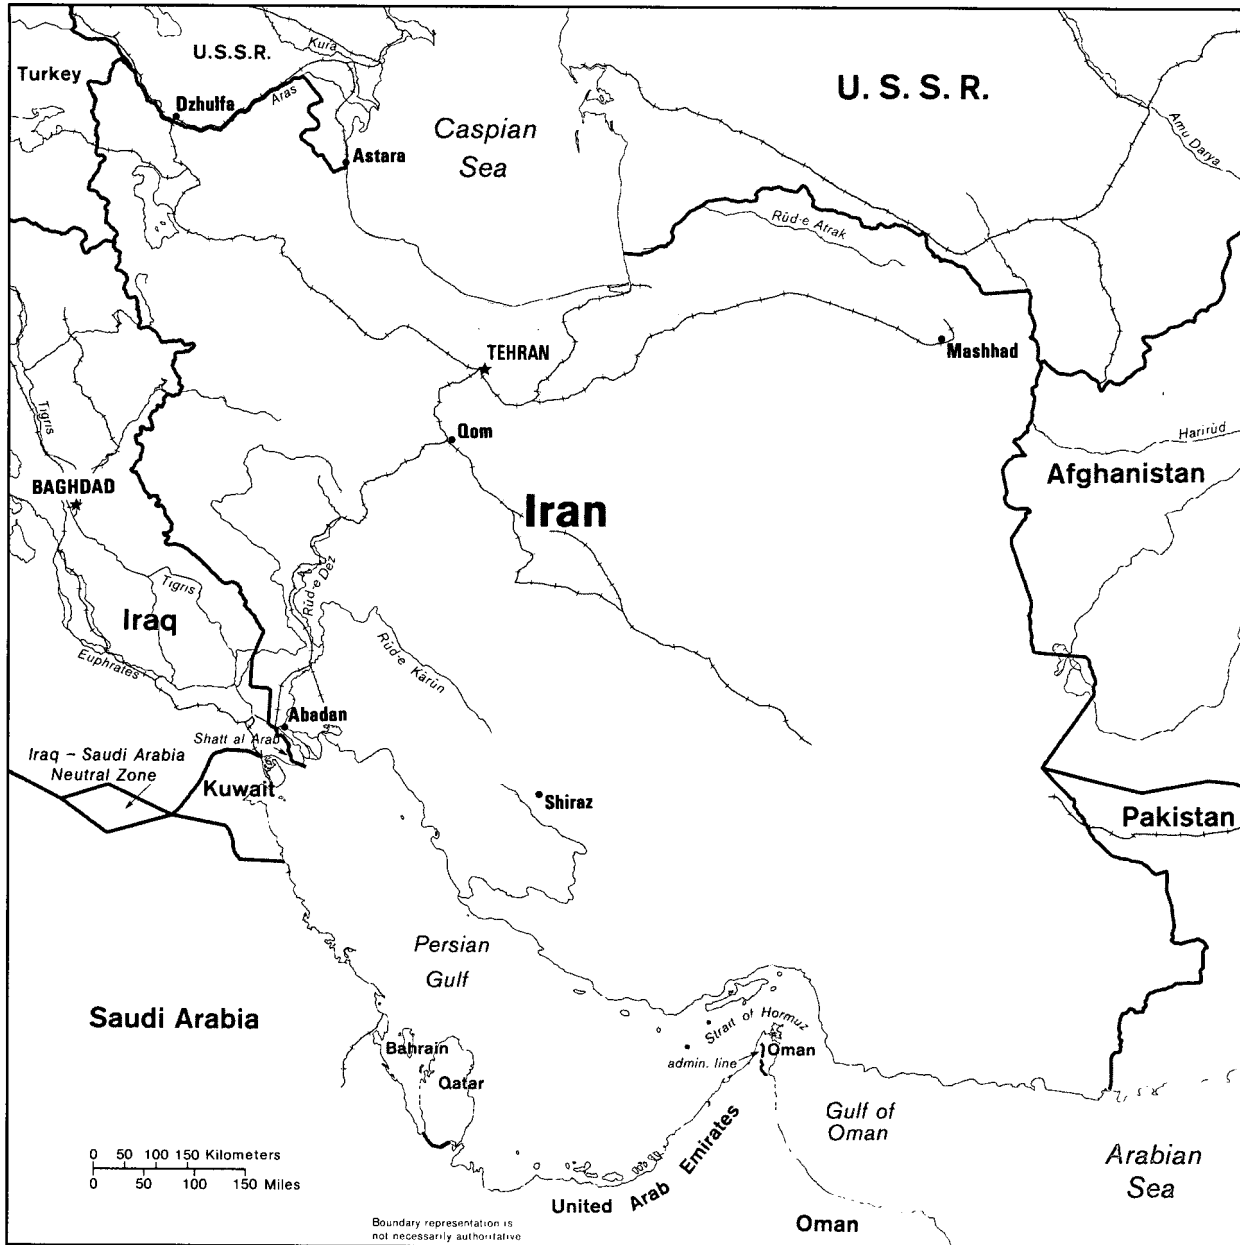 U.S.S.R.
Kura
Turkey
Dzhulfa
Aras
Caspian
Sea
Astara
U. S. S. R.
Amu Darya
Rūd-e Atrak
TEHRAN
Mashhad
Qom
Tigris
BAGHDAD
Harīrūd
Afghanistan
Iran
Rūd-e Dez
Tigris
Iraq
Euphrates
Rūd-e Kārūn
Abadan
Shatt al Arab
Iraq – Saudi Arabia
Neutral Zone
Kuwait
Shiraz
Pakistan
Persian
Gulf
Saudi Arabia
Strait of Hormuz
Bahrain
admin. line
Oman
Qatar
Gulf of
Oman
United Arab Emirates
Arabian
Sea
Oman
0 50 100 150 Kilometers
0 50 100 150 Miles
Boundary representation is
not necessarily authoritative